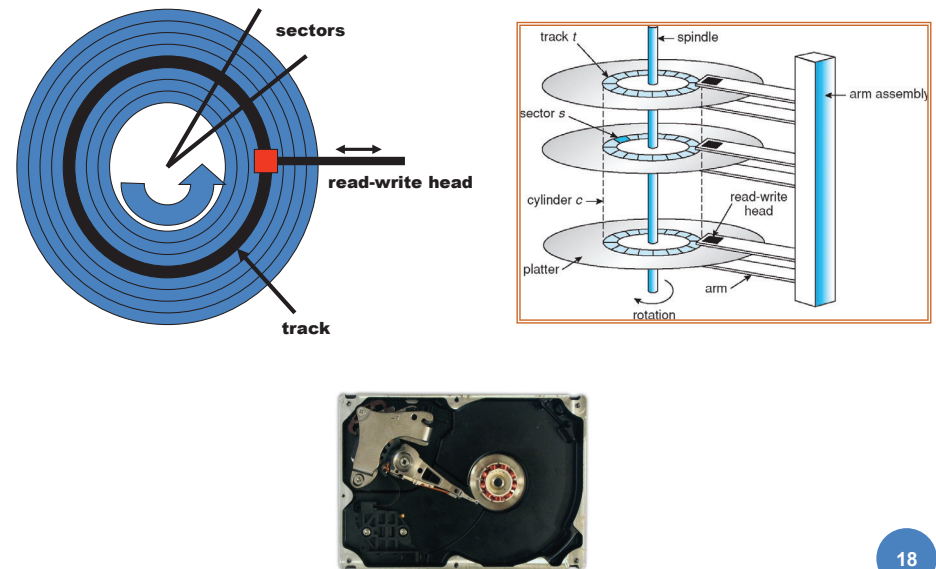 sectors
read-write head
track
track t
spindle
arm assembly
sector s
cylinder c
read-write
head
platter
arm
rotation
18